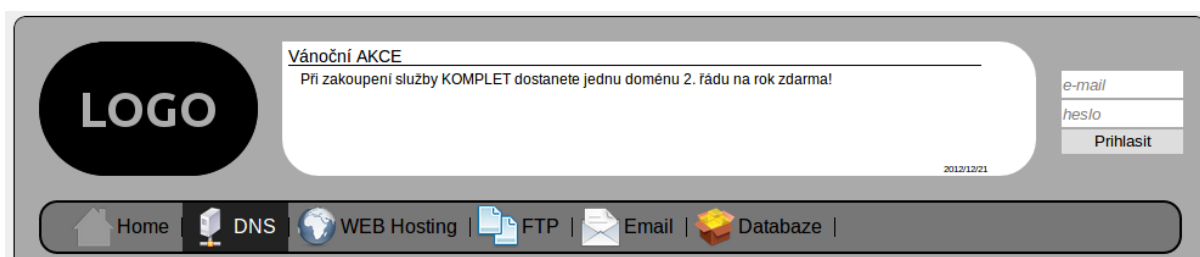 LOGO
Vánoční AKCE
Při zakoupení služby KOMPLET dostanete jednu doménu 2. řádu na rok zdarma!
2012/12/21
e-mail
heslo
Prihlasit
Home | DNS | WEB Hosting | FTP | Email | Databaze |